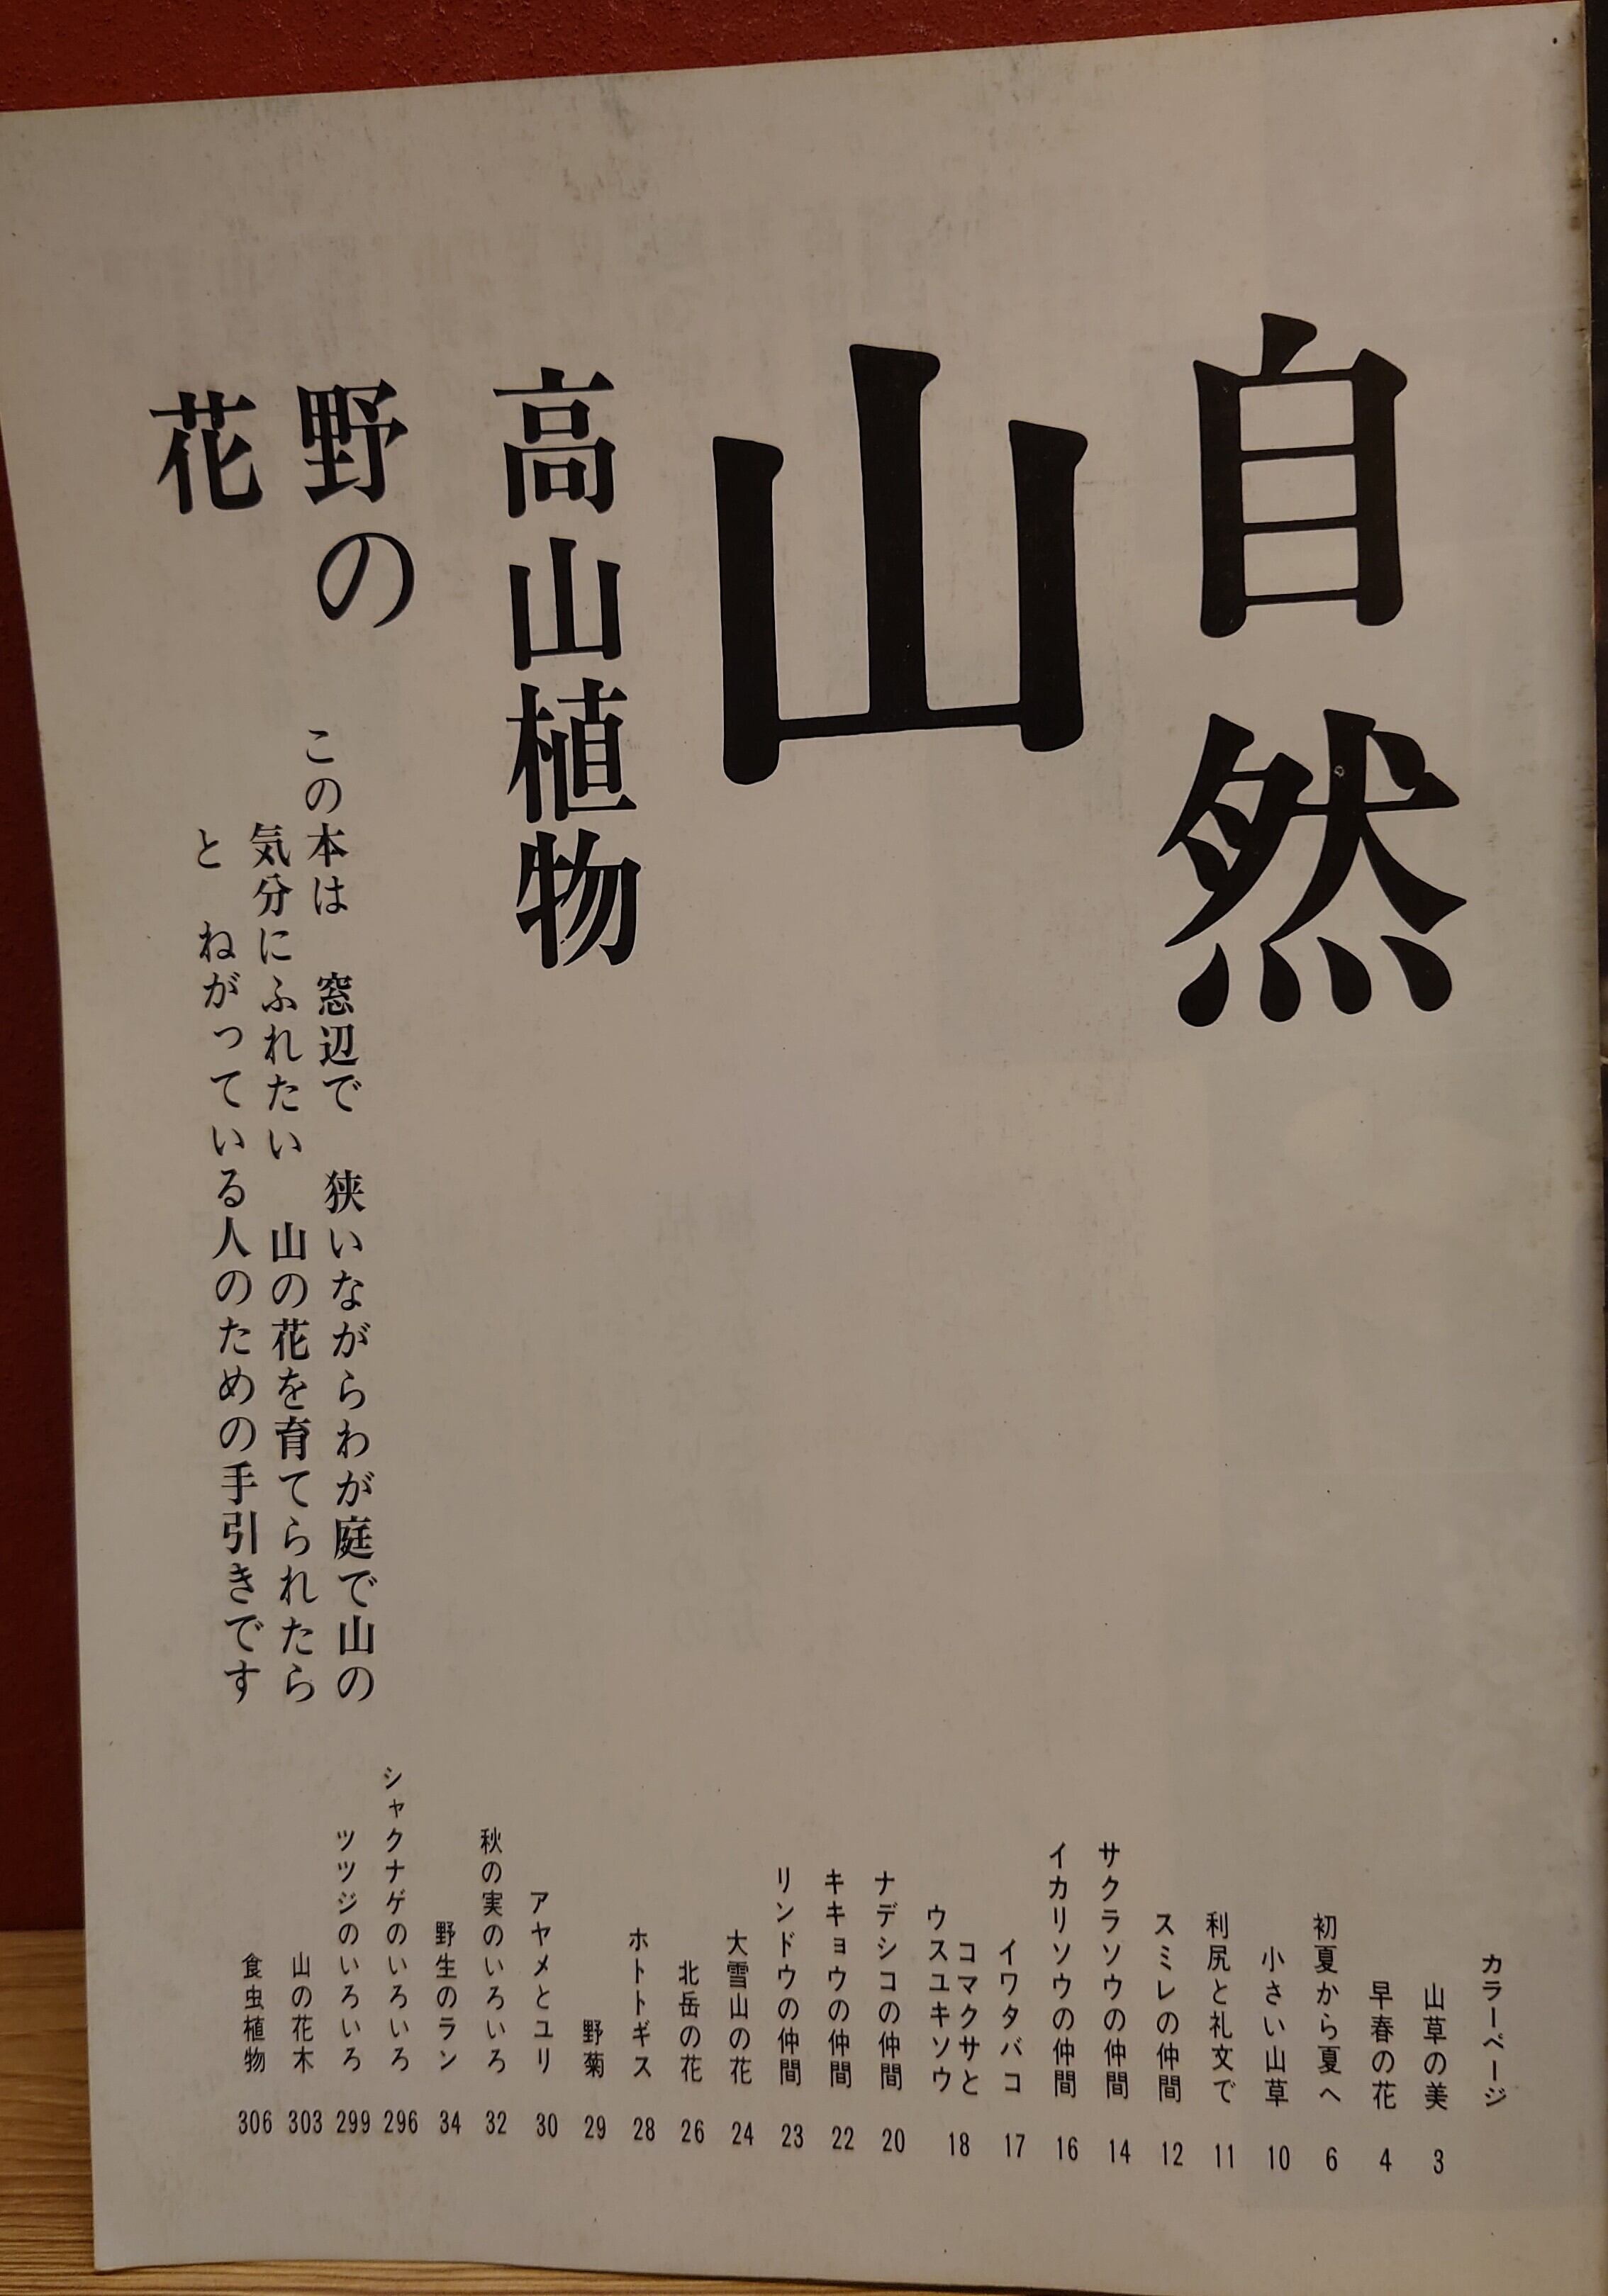 自然
山
高山植物
野の
花
この本は　窓辺で　狭いながらわが庭で山の
気分にふれたい　山の花を育てられたら
と　ねがっている人のための手引きです
カラーページ
山草の美 3
早春の花 4
初夏から夏へ 6
小さい山草 10
利尻と礼文で 11
スミレの仲間 12
サクラソウの仲間 14
イカリソウの仲間 16
イワタバコ 17
コマクサと
ウスユキソウ 18
ナデシコの仲間 20
キキョウの仲間 22
リンドウの仲間 23
大雪山の花 24
北岳の花 26
ホトトギス 28
野菊 29
アヤメとユリ 30
秋の実のいろいろ 32
野生のラン 34
シャクナゲのいろいろ 296
ツツジのいろいろ 299
山の花木 303
食虫植物 306